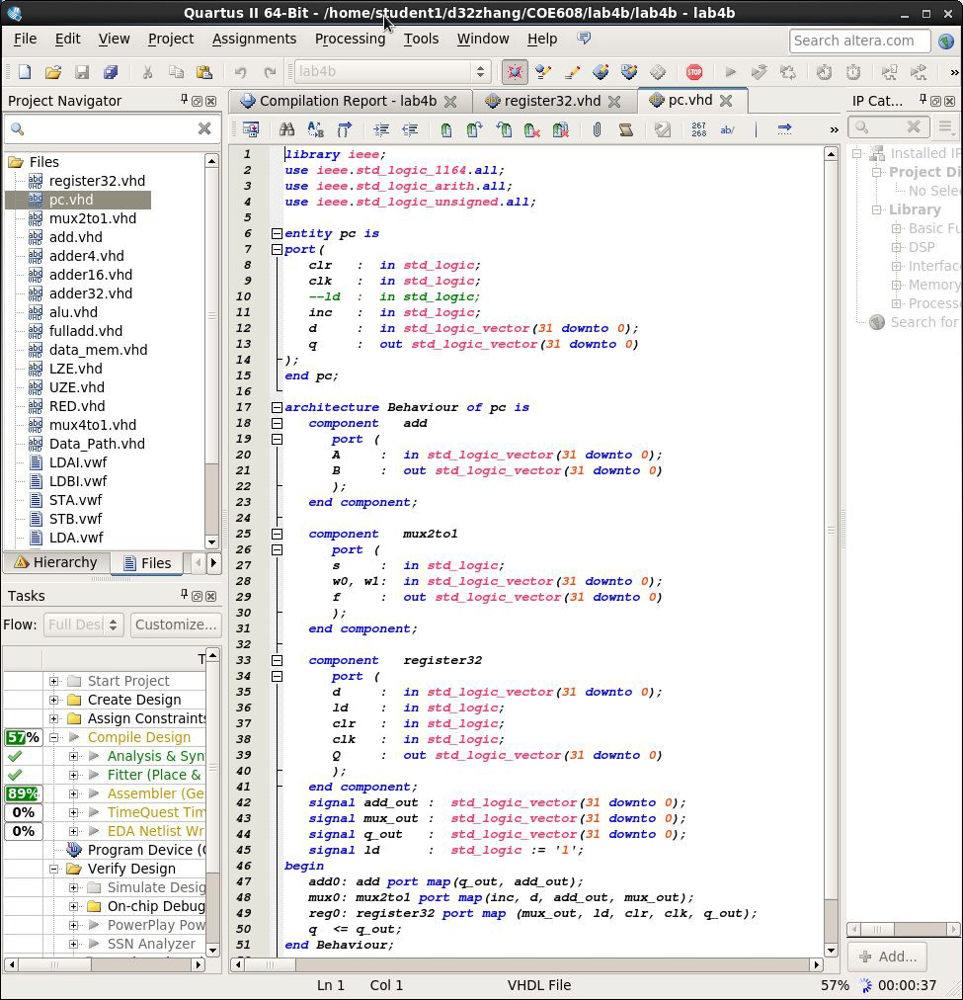 Quartus II 64-Bit - /home/student1/d32zhang/COE608/lab4b/lab4b - lab4b
File Edit View Project Assignments Processing Tools Window Help Search altera.com
lab4b
STOP
Project Navigator
Files
register32.vhd
pc.vhd
mux2to1.vhd
add.vhd
adder4.vhd
adder16.vhd
adder32.vhd
alu.vhd
fulladd.vhd
data_mem.vhd
LZE.vhd
UZE.vhd
RED.vhd
mux4to1.vhd
Data_Path.vhd
LDAI.vwf
LDBI.vwf
STA.vwf
STB.vwf
LDA.vwf
Hierarchy Files
Tasks
Flow: Full Desi Customize...
T
Start Project
Create Design
Assign Constraints
57% Compile Design
Analysis & Syn
Fitter (Place &
89% Assembler (Ge
0% TimeQuest Tim
0% EDA Netlist Wr
Program Device (
Verify Design
Simulate Desig
On-chip Debug
PowerPlay Pow
SSN Analyzer
Compilation Report - lab4b register32.vhd pc.vhd
267
268 ab/ »
1 library ieee;
2 use ieee.std_logic_1164.all;
3 use ieee.std_logic_arith.all;
4 use ieee.std_logic_unsigned.all;
5
6 entity pc is
7 port(
8 clr : in std_logic;
9 clk : in std_logic;
10 --ld : in std_logic;
11 inc : in std_logic;
12 d : in std_logic_vector(31 downto 0);
13 q : out std_logic_vector(31 downto 0)
14 );
15 end pc;
16
17 architecture Behaviour of pc is
18 component add
19 port (
20 A : in std_logic_vector(31 downto 0);
21 B : out std_logic_vector(31 downto 0)
22 );
23 end component;
24
25 component mux2to1
26 port (
27 s : in std_logic;
28 w0, w1: in std_logic_vector(31 downto 0);
29 f : out std_logic_vector(31 downto 0)
30 );
31 end component;
32
33 component register32
34 port (
35 d : in std_logic_vector(31 downto 0);
36 ld : in std_logic;
37 clr : in std_logic;
38 clk : in std_logic;
39 Q : out std_logic_vector(31 downto 0)
40 );
41 end component;
42 signal add_out : std_logic_vector(31 downto 0);
43 signal mux_out : std_logic_vector(31 downto 0);
44 signal q_out : std_logic_vector(31 downto 0);
45 signal ld : std_logic := '1';
46 begin
47 add0: add port map(q_out, add_out);
48 mux0: mux2to1 port map(inc, d, add_out, mux_out);
49 reg0: register32 port map (mux_out, ld, clr, clk, q_out);
50 q <= q_out;
51 end Behaviour;
IP Cat...
Installed IP
Project Di
No Selec
Library
Basic Fu
DSP
Interfac
Memory
Process
Search for
Add...
Ln 1 Col 1 VHDL File 57% 00:00:37